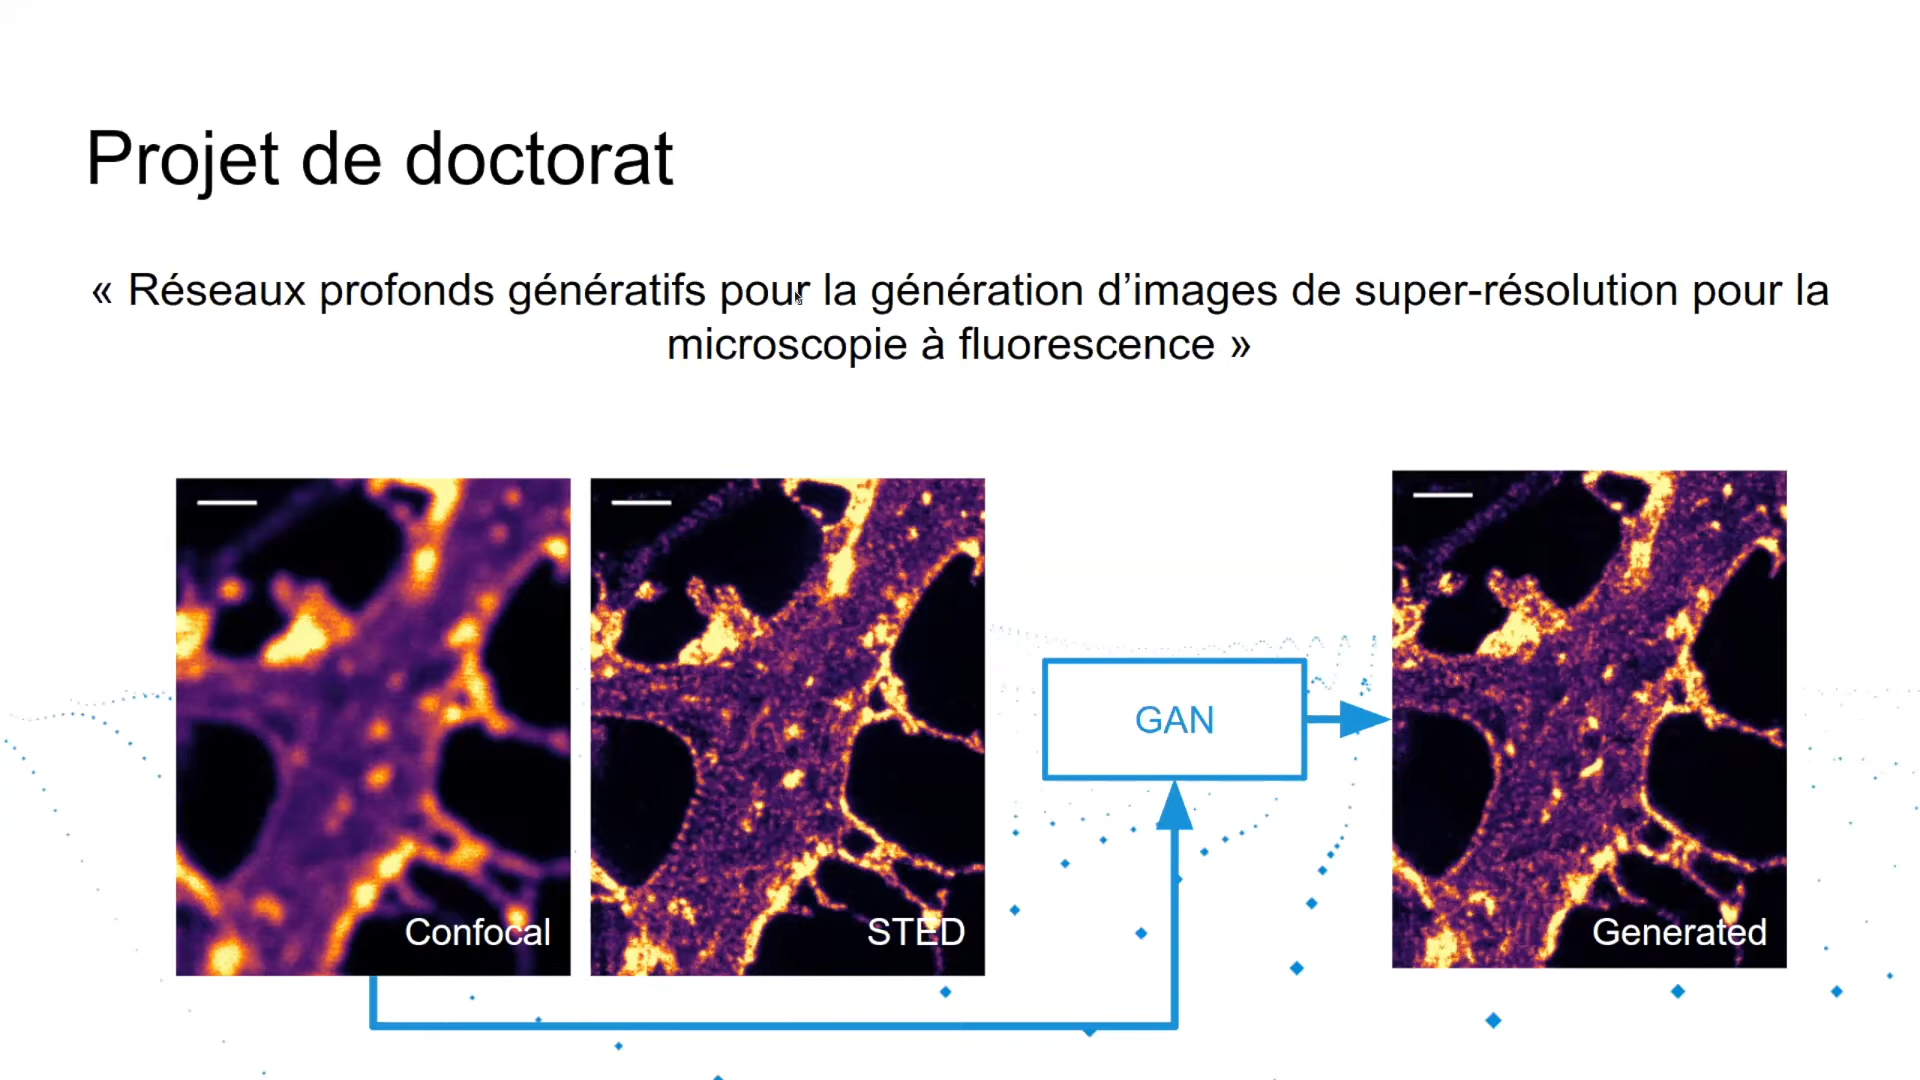 Projet de doctorat
« Réseaux profonds génératifs pour la génération d’images de super-résolution pour la
microscopie à fluorescence »
GAN
Confocal
STED
Generated